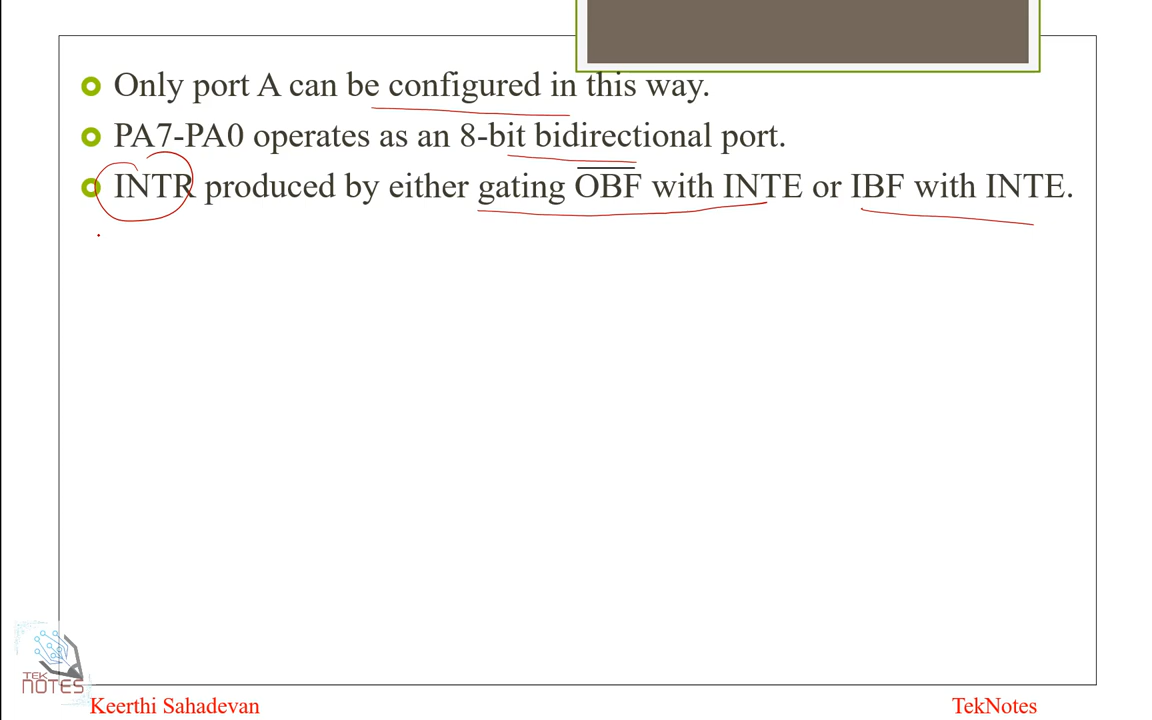 Only port A can be configured in this way.
PA7-PA0 operates as an 8-bit bidirectional port.
INTR produced by either gating O̅B̅F̅ with INTE or IBF with INTE.
TEK
NOTES
Keerthi Sahadevan
TekNotes